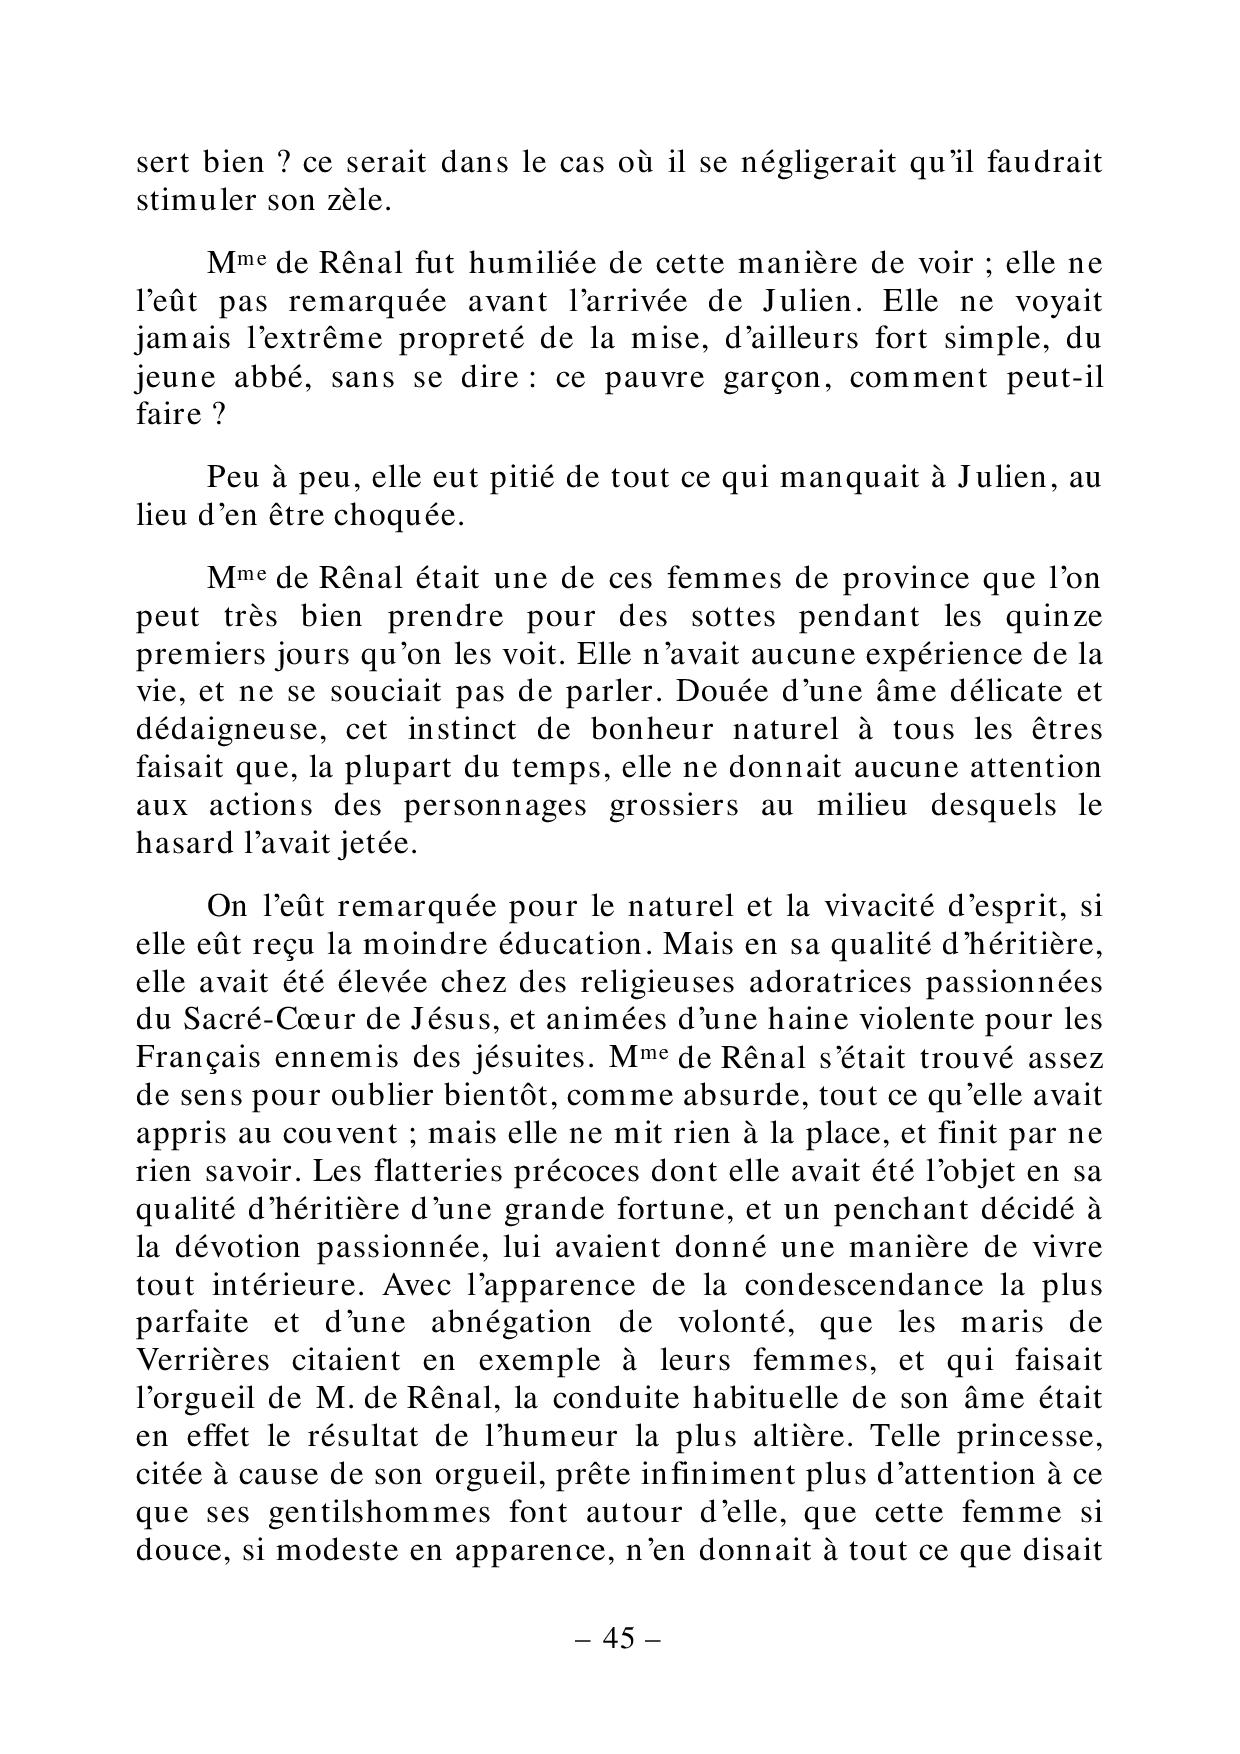 sert bien ? ce serait dans le cas où il se négligerait qu’il faudrait
stimuler son zèle.
Mme de Rênal fut humiliée de cette manière de voir ; elle ne
l’eût pas remarquée avant l’arrivée de Julien. Elle ne voyait
jamais l’extrême propreté de la mise, d’ailleurs fort simple, du
jeune abbé, sans se dire : ce pauvre garçon, comment peut-il
faire ?
Peu à peu, elle eut pitié de tout ce qui manquait à Julien, au
lieu d’en être choquée.
Mme de Rênal était une de ces femmes de province que l’on
peut très bien prendre pour des sottes pendant les quinze
premiers jours qu’on les voit. Elle n’avait aucune expérience de la
vie, et ne se souciait pas de parler. Douée d’une âme délicate et
dédaigneuse, cet instinct de bonheur naturel à tous les êtres
faisait que, la plupart du temps, elle ne donnait aucune attention
aux actions des personnages grossiers au milieu desquels le
hasard l’avait jetée.
On l’eût remarquée pour le naturel et la vivacité d’esprit, si
elle eût reçu la moindre éducation. Mais en sa qualité d’héritière,
elle avait été élevée chez des religieuses adoratrices passionnées
du Sacré-Cœur de Jésus, et animées d’une haine violente pour les
Français ennemis des jésuites. Mme de Rênal s’était trouvé assez
de sens pour oublier bientôt, comme absurde, tout ce qu’elle avait
appris au couvent ; mais elle ne mit rien à la place, et finit par ne
rien savoir. Les flatteries précoces dont elle avait été l’objet en sa
qualité d’héritière d’une grande fortune, et un penchant décidé à
la dévotion passionnée, lui avaient donné une manière de vivre
tout intérieure. Avec l’apparence de la condescendance la plus
parfaite et d’une abnégation de volonté, que les maris de
Verrières citaient en exemple à leurs femmes, et qui faisait
l’orgueil de M. de Rênal, la conduite habituelle de son âme était
en effet le résultat de l’humeur la plus altière. Telle princesse,
citée à cause de son orgueil, prête infiniment plus d’attention à ce
que ses gentilshommes font autour d’elle, que cette femme si
douce, si modeste en apparence, n’en donnait à tout ce que disait
– 45 –